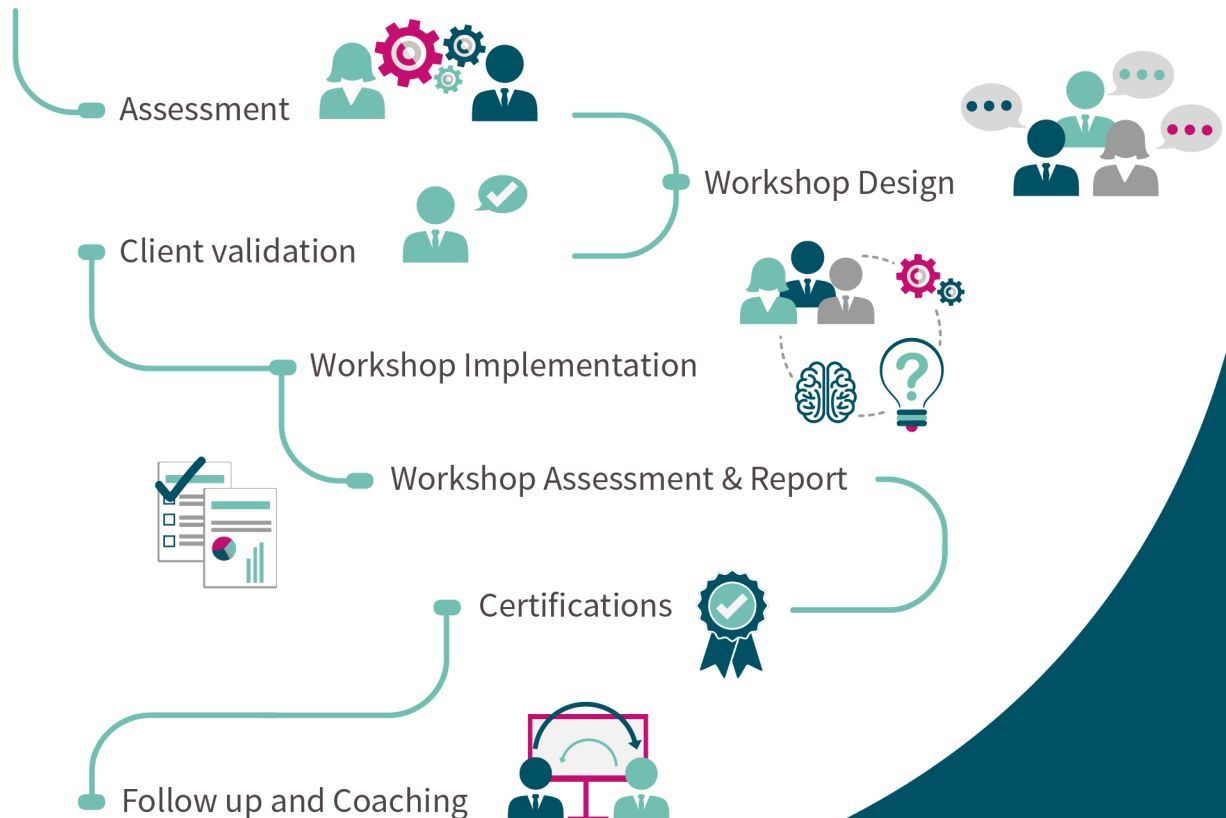 Assessment
Workshop Design
Client validation
Workshop Implementation
Workshop Assessment & Report
Certifications
Follow up and Coaching